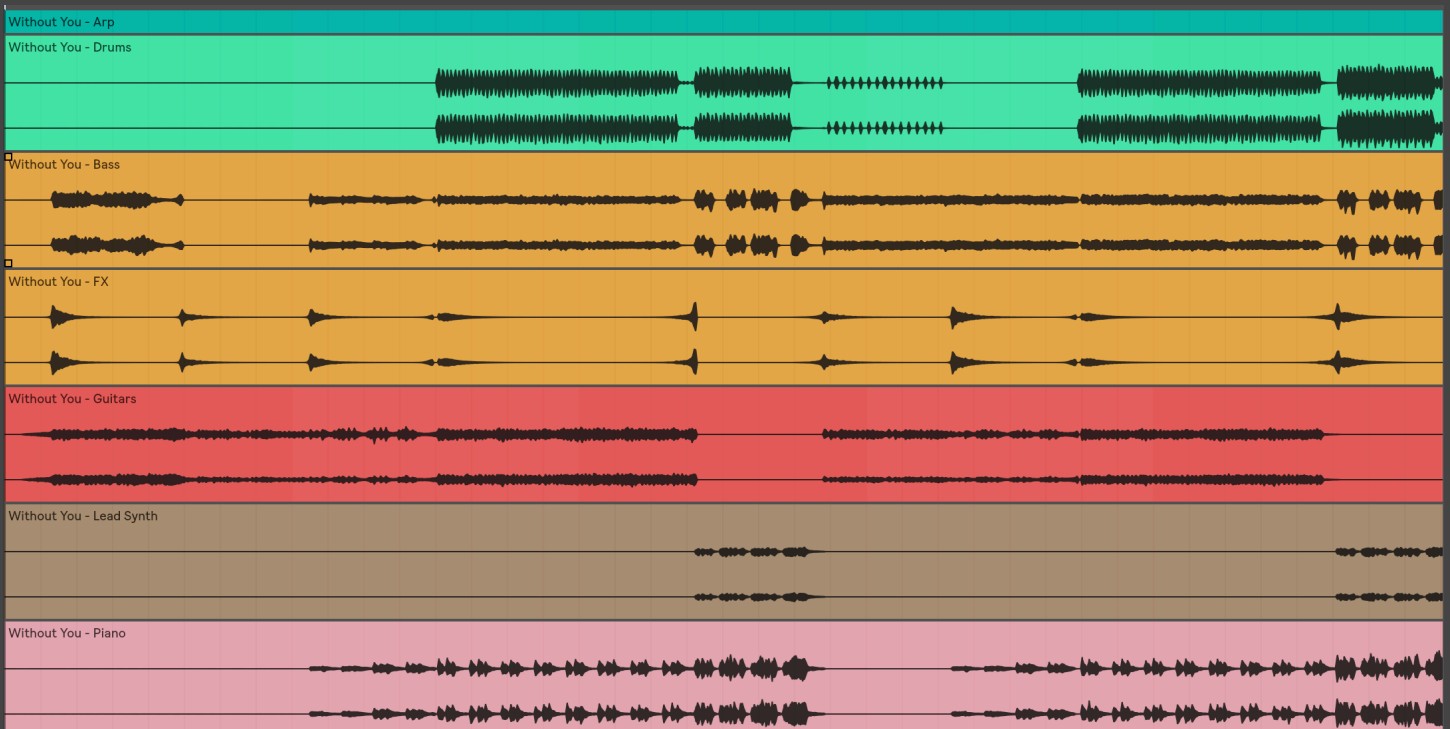 Without You - Arp
Without You - Drums
Without You - Bass
Without You - FX
Without You - Guitars
Without You - Lead Synth
Without You - Piano